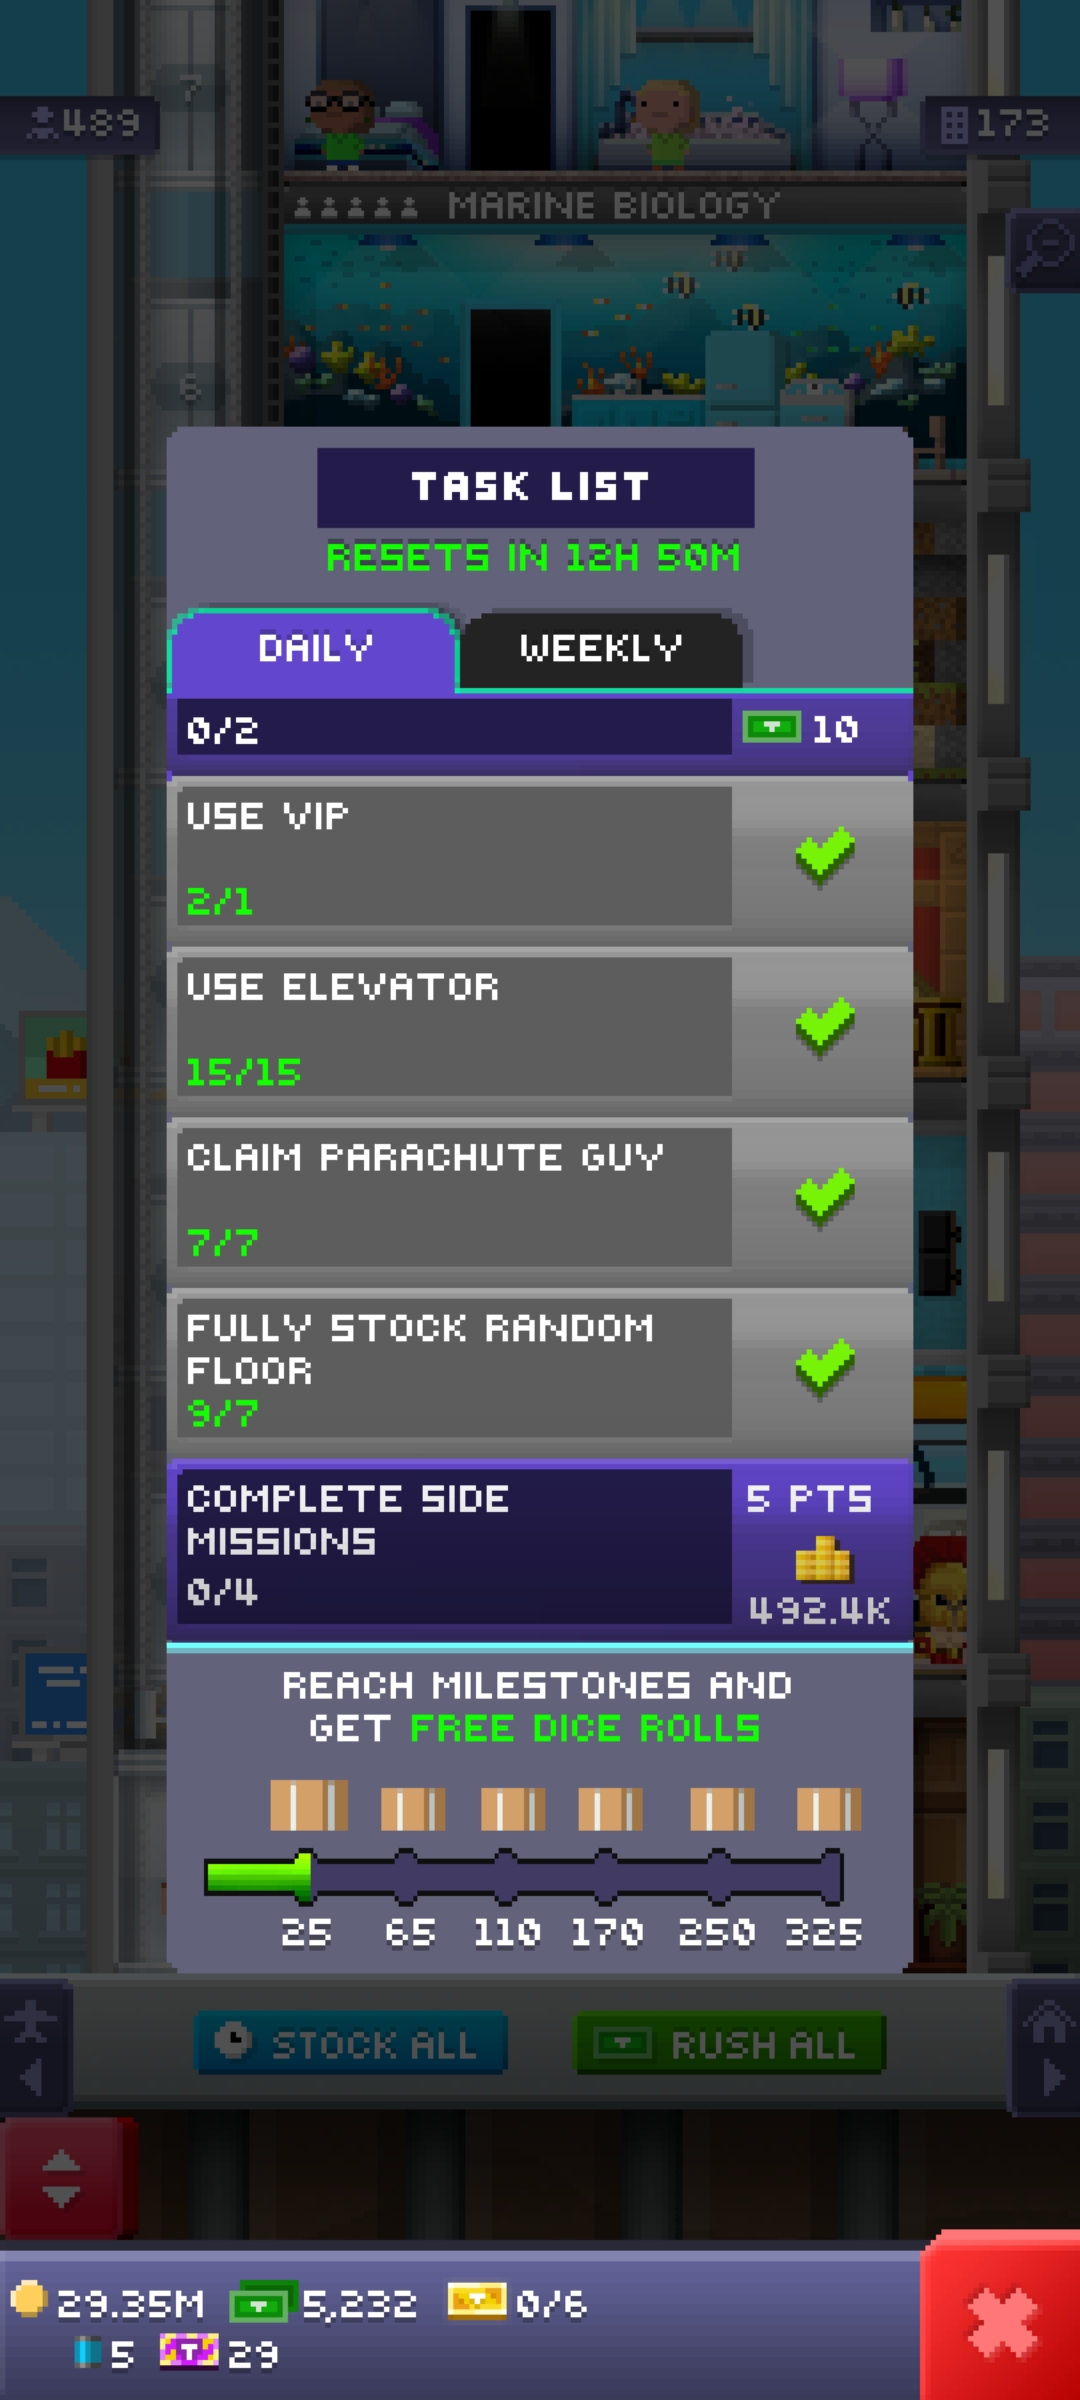 7
489
173
MARINE BIOLOGY
6
TASK LIST
RESETS IN 12H 50M
DAILY
WEEKLY
0/2
10
USE VIP
2/1
USE ELEVATOR
15/15
CLAIM PARACHUTE GUY
7/7
FULLY STOCK RANDOM
FLOOR
9/7
COMPLETE SIDE
MISSIONS
0/4
5 PTS
492.4K
REACH MILESTONES AND
GET FREE DICE ROLLS
25 65 110 170 250 325
STOCK ALL
RUSH ALL
29.35M 5,232 0/6
5 29